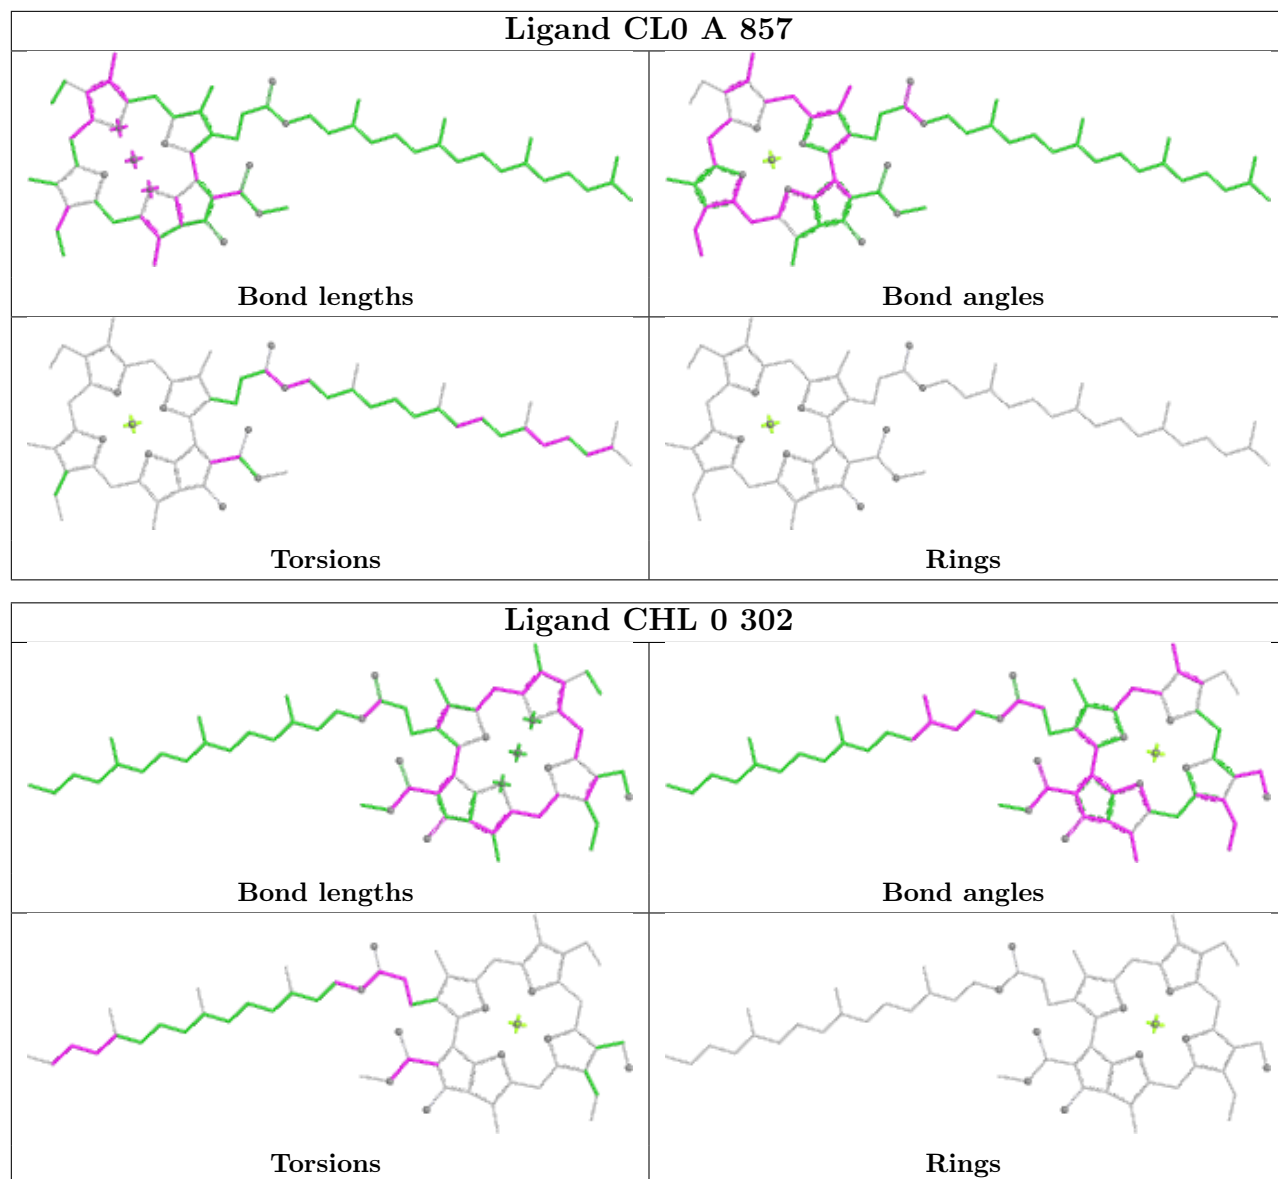 Ligand CL0 A 857
Bond lengths
Bond angles
Torsions
Rings
Ligand CHL 0 302
Bond lengths
Bond angles
Torsions
Rings